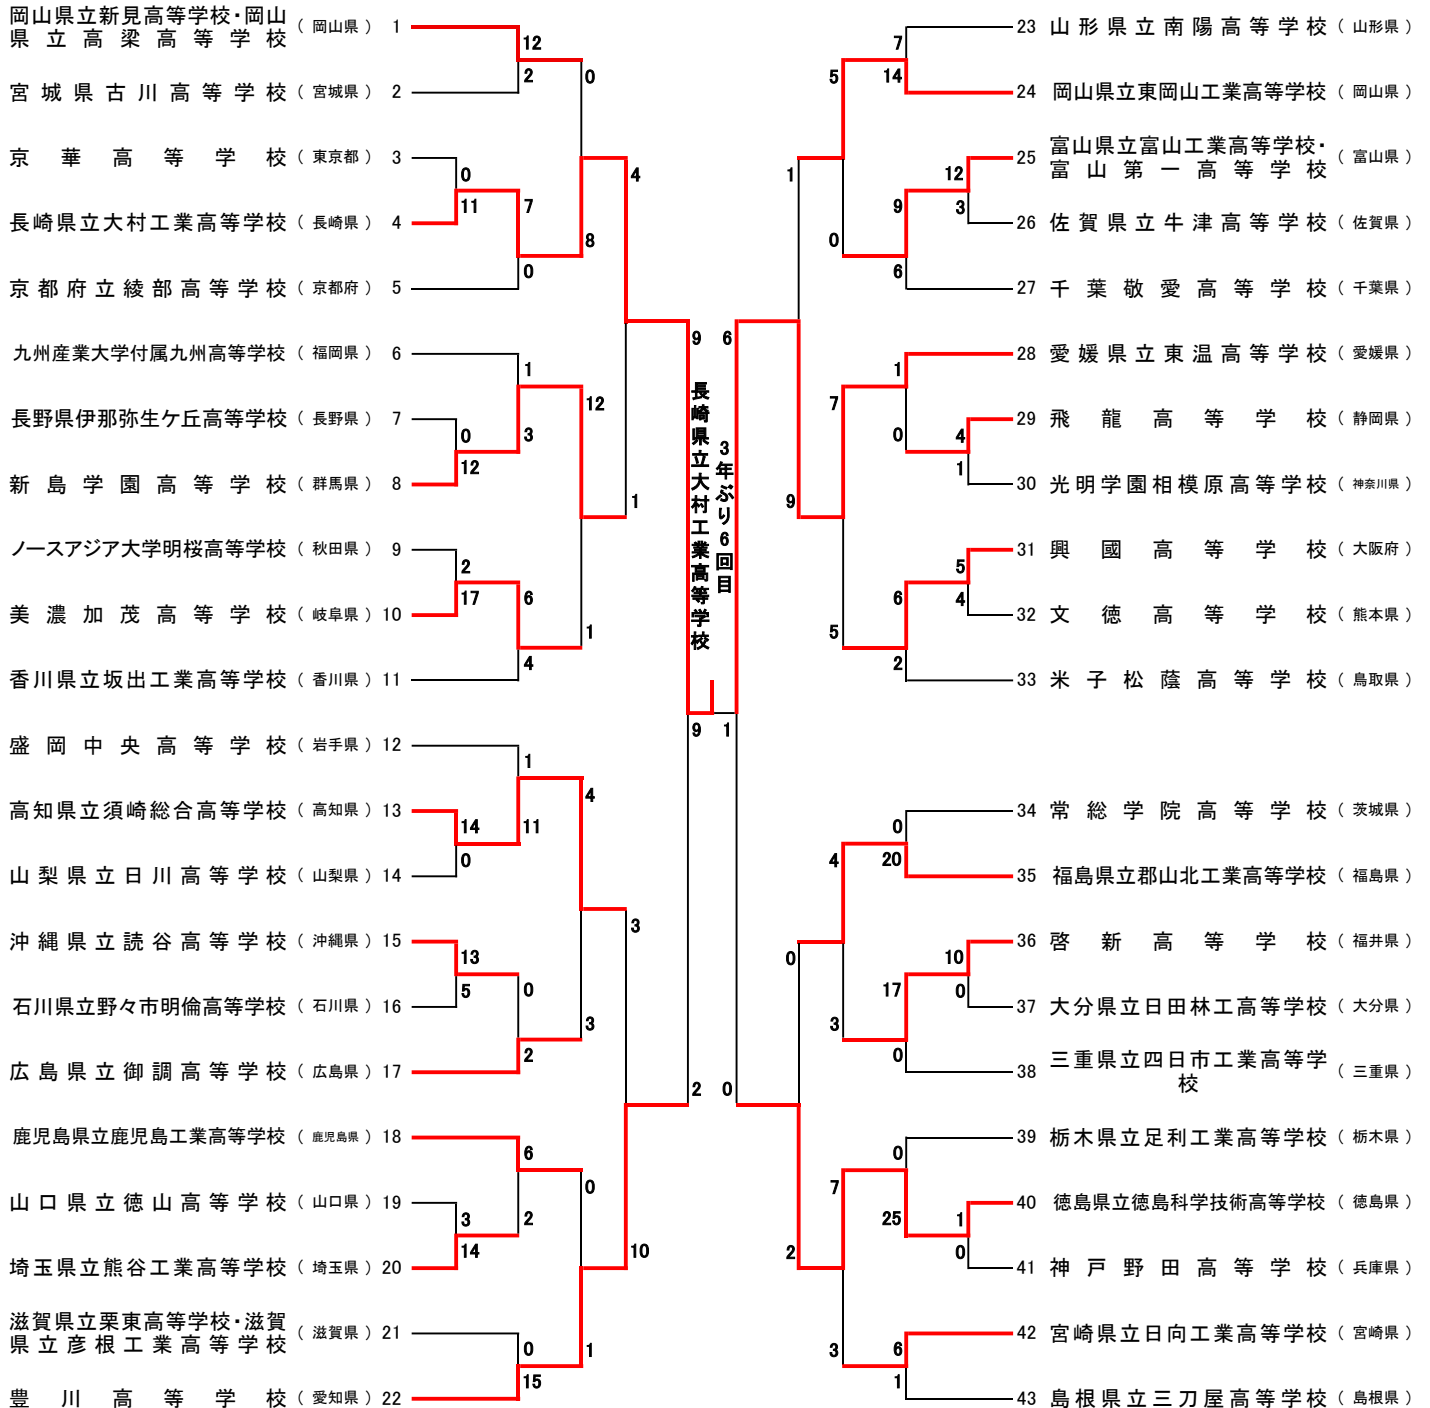 岡山県立新見高等学校・岡山
県立高梁高等学校
（ 岡山県 ） 1
宮城県古川高等学校 （ 宮城県 ） 2
京華高等学校 （ 東京都 ） 3
長崎県立大村工業高等学校 （ 長崎県 ） 4
京都府立綾部高等学校 （ 京都府 ） 5
九州産業大学付属九州高等学校 （ 福岡県 ） 6
長野県伊那弥生ケ丘高等学校 （ 長野県 ） 7
新島学園高等学校 （ 群馬県 ） 8
ノースアジア大学明桜高等学校 （ 秋田県 ） 9
美濃加茂高等学校 （ 岐阜県 ） 10
香川県立坂出工業高等学校 （ 香川県 ） 11
盛岡中央高等学校 （ 岩手県 ） 12
高知県立須崎総合高等学校 （ 高知県 ） 13
山梨県立日川高等学校 （ 山梨県 ） 14
沖縄県立読谷高等学校 （ 沖縄県 ） 15
石川県立野々市明倫高等学校 （ 石川県 ） 16
広島県立御調高等学校 （ 広島県 ） 17
鹿児島県立鹿児島工業高等学校 （ 鹿児島県 ） 18
山口県立徳山高等学校 （ 山口県 ） 19
埼玉県立熊谷工業高等学校 （ 埼玉県 ） 20
滋賀県立栗東高等学校・滋賀
県立彦根工業高等学校
（ 滋賀県 ） 21
豊川高等学校 （ 愛知県 ） 22
0
11
0
12
2
17
14
0
13
5
3
14
12
2
7
0
1
3
6
4
1
11
0
2
6
2
0
15
0
8
12
1
4
3
0
1
4
1
3
10
9
2
9
1
長崎県立大村工業高等学校
3年ぶり6回目
6
0
1
9
0
2
5
0
7
5
4
3
7
3
7
14
9
6
1
0
6
2
0
20
17
0
0
25
6
1
12
3
4
1
5
4
10
0
1
0
23 山形県立南陽高等学校 （ 山形県 ）
24 岡山県立東岡山工業高等学校 （ 岡山県 ）
25 富山県立富山工業高等学校・
富山第一高等学校
（ 富山県 ）
26 佐賀県立牛津高等学校 （ 佐賀県 ）
27 千葉敬愛高等学校 （ 千葉県 ）
28 愛媛県立東温高等学校 （ 愛媛県 ）
29 飛龍高等学校 （ 静岡県 ）
30 光明学園相模原高等学校 （ 神奈川県 ）
31 興國高等学校 （ 大阪府 ）
32 文徳高等学校 （ 熊本県 ）
33 米子松蔭高等学校 （ 鳥取県 ）
34 常総学院高等学校 （ 茨城県 ）
35 福島県立郡山北工業高等学校 （ 福島県 ）
36 啓新高等学校 （ 福井県 ）
37 大分県立日田林工高等学校 （ 大分県 ）
38 三重県立四日市工業高等学
校
（ 三重県 ）
39 栃木県立足利工業高等学校 （ 栃木県 ）
40 徳島県立徳島科学技術高等学校 （ 徳島県 ）
41 神戸野田高等学校 （ 兵庫県 ）
42 宮崎県立日向工業高等学校 （ 宮崎県 ）
43 島根県立三刀屋高等学校 （ 島根県 ）